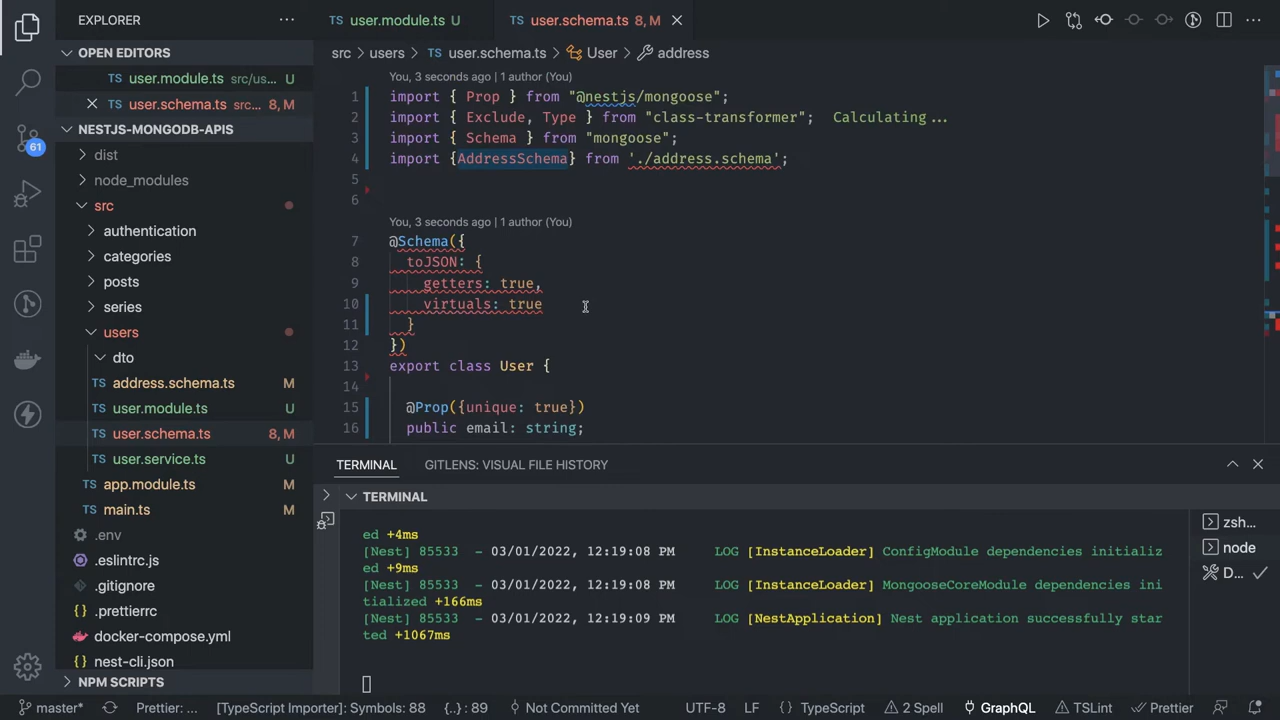 EXPLORER
OPEN EDITORS
TS user.module.ts src/us... U
TS user.schema.ts src... 8, M
NESTJS-MONGODB-APIS
dist
node_modules
src
authentication
categories
posts
series
users
dto
TS address.schema.ts M
TS user.module.ts U
TS user.schema.ts 8, M
TS user.service.ts U
TS app.module.ts M
TS main.ts M
.env
.eslintrc.js
.gitignore
.prettierrc
docker-compose.yml
nest-cli.json
NPM SCRIPTS
61
TS user.module.ts U
TS user.schema.ts 8, M
src > users > TS user.schema.ts > User > address
You, 3 seconds ago | 1 author (You)
1 import { Prop } from "@nestjs/mongoose";
2 import { Exclude, Type } from "class-transformer"; Calculating...
3 import { Schema } from "mongoose";
4 import {AddressSchema} from './address.schema';
5
6
You, 3 seconds ago | 1 author (You)
7 @Schema({
8 toJSON: {
9 getters: true,
10 virtuals: true
11 }
12 })
13 export class User {
14
15 @Prop({unique: true})
16 public email: string;
TERMINAL
GITLENS: VISUAL FILE HISTORY
TERMINAL
ed +4ms
[Nest] 85533 - 03/01/2022, 12:19:08 PM LOG [InstanceLoader] ConfigModule dependencies initializ
ed +9ms
[Nest] 85533 - 03/01/2022, 12:19:08 PM LOG [InstanceLoader] MongooseCoreModule dependencies ini
tialized +166ms
[Nest] 85533 - 03/01/2022, 12:19:09 PM LOG [NestApplication] Nest application successfully star
ted +1067ms
zsh...
node
D...
master* Prettier: ... [TypeScript Importer]: Symbols: 88 {..} : 89 Not Committed Yet UTF-8 LF TypeScript 2 Spell GraphQL TSLint Prettier